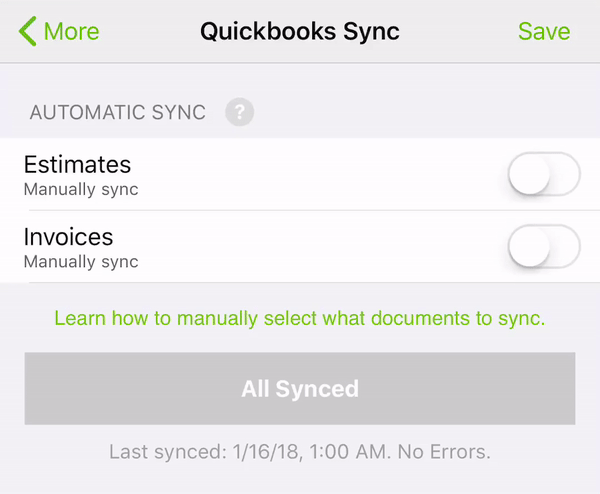 More Quickbooks Sync Save
AUTOMATIC SYNC ?
Estimates
Manually sync
Invoices
Manually sync
Learn how to manually select what documents to sync.
All Synced
Last synced: 1/16/18, 1:00 AM. No Errors.